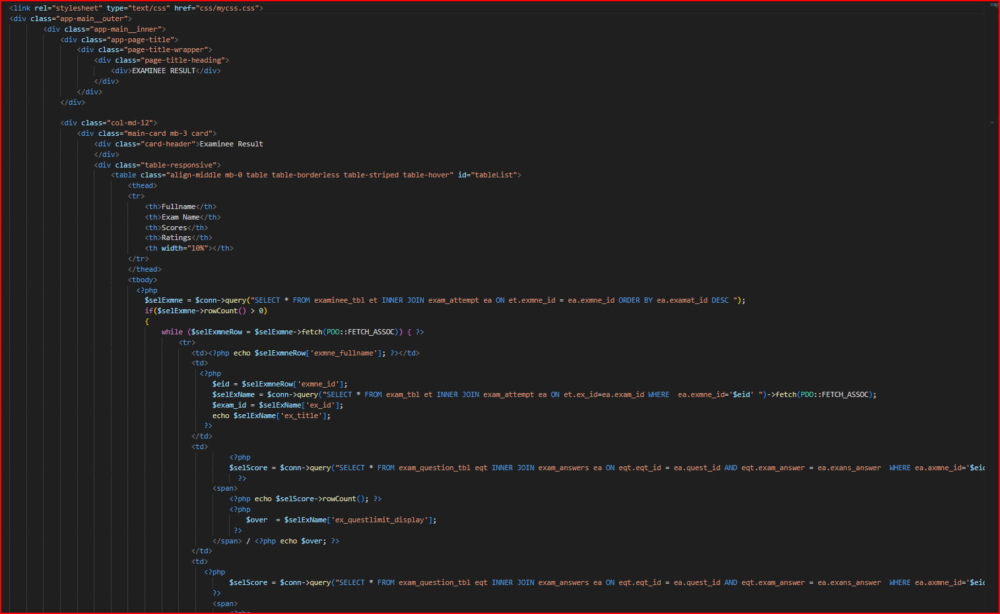 <link rel="stylesheet" type="text/css" href="css/mycss.css">
<div class="app-main__outer">
<div class="app-main__inner">
<div class="app-page-title">
<div class="page-title-wrapper">
<div class="page-title-heading">
<div>EXAMINEE RESULT</div>
</div>
</div>
</div>
<div class="col-md-12">
<div class="main-card mb-3 card">
<div class="card-header">Examinee Result
</div>
<div class="table-responsive">
<table class="align-middle mb-0 table table-borderless table-striped table-hover" id="tableList">
<thead>
<tr>
<th>Fullname</th>
<th>Exam Name</th>
<th>Scores</th>
<th>Ratings</th>
<th width="10%"></th>
</tr>
</thead>
<tbody>
<?php
$selExmne = $conn->query("SELECT * FROM examinee_tbl et INNER JOIN exam_attempt ea ON et.exmne_id = ea.exmne_id ORDER BY ea.examat_id DESC ");
if($selExmne->rowCount() > 0)
{
while ($selExmneRow = $selExmne->fetch(PDO::FETCH_ASSOC)) { ?>
<tr>
<td><?php echo $selExmneRow['exmne_fullname']; ?></td>
<td>
<?php
$eid = $selExmneRow['exmne_id'];
$selExName = $conn->query("SELECT * FROM exam_tbl et INNER JOIN exam_attempt ea ON et.ex_id=ea.exam_id WHERE  ea.exmne_id='$eid' ")->fetch(PDO::FETCH_ASSOC);
$exam_id = $selExName['ex_id'];
echo $selExName['ex_title'];
?>
</td>
<td>
<?php
$selScore = $conn->query("SELECT * FROM exam_question_tbl eqt INNER JOIN exam_answers ea ON eqt.eqt_id = ea.quest_id AND eqt.exam_answer = ea.exans_answer  WHERE ea.axmne_id='$eid
?>
<span>
<?php echo $selScore->rowCount(); ?>
<?php
$over  = $selExName['ex_questlimit_display'];
?>
</span> / <?php echo $over; ?>
</td>
<td>
<?php
$selScore = $conn->query("SELECT * FROM exam_question_tbl eqt INNER JOIN exam_answers ea ON eqt.eqt_id = ea.quest_id AND eqt.exam_answer = ea.exans_answer  WHERE ea.axmne_id='$eid
?>
<span>
<?php